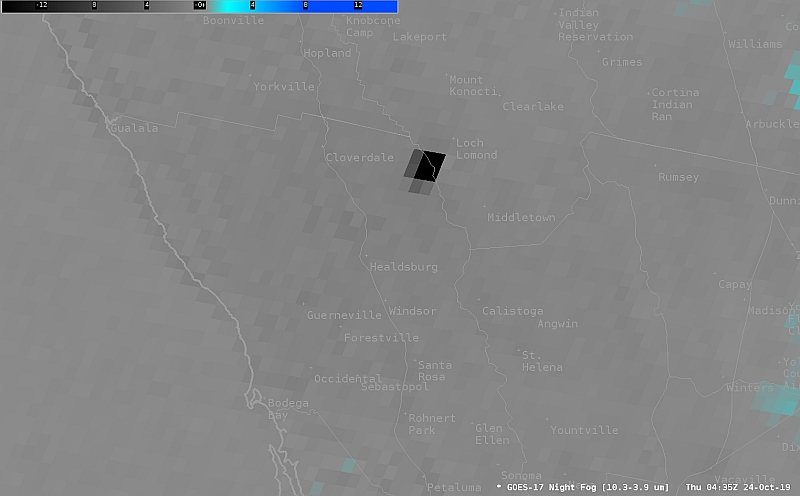 -12 8 4 -0+ 4 8 12
Boonville
Knobcone
Camp
Lakeport
Indian
Valley
Reservation
Williams
Hopland
Grimes
Yorkville
Mount
Konocti
Clearlake
Cortina
Indian
Ran
Gualala
Arbuckle
Cloverdale
Loch
Lomond
Rumsey
Dunni
Middletown
Healdsburg
Capay
Guerneville
Windsor
Calistoga
Madison
Angwin
Forestville
St.
Helena
Santa
Rosa
Occidental
Sebastopol
Winters
Bodega
Bay
Rohnert
Park
Glen
Ellen
Yountville
Sonoma
Vacaville
Petaluma
* GOES-17 Night Fog [10.3-3.9 um] Thu 04:35Z 24-Oct-19